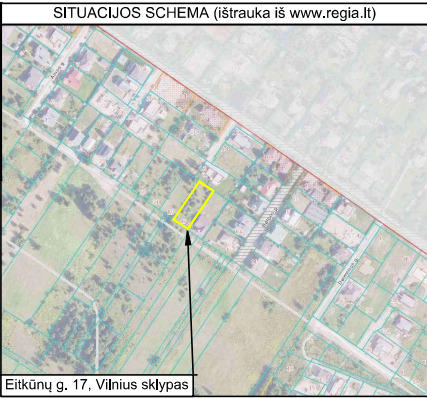 SITUACIJOS SCHEMA (ištrauka iš www.regia.lt)
Eitkūnų g. 17, Vilnius sklypas